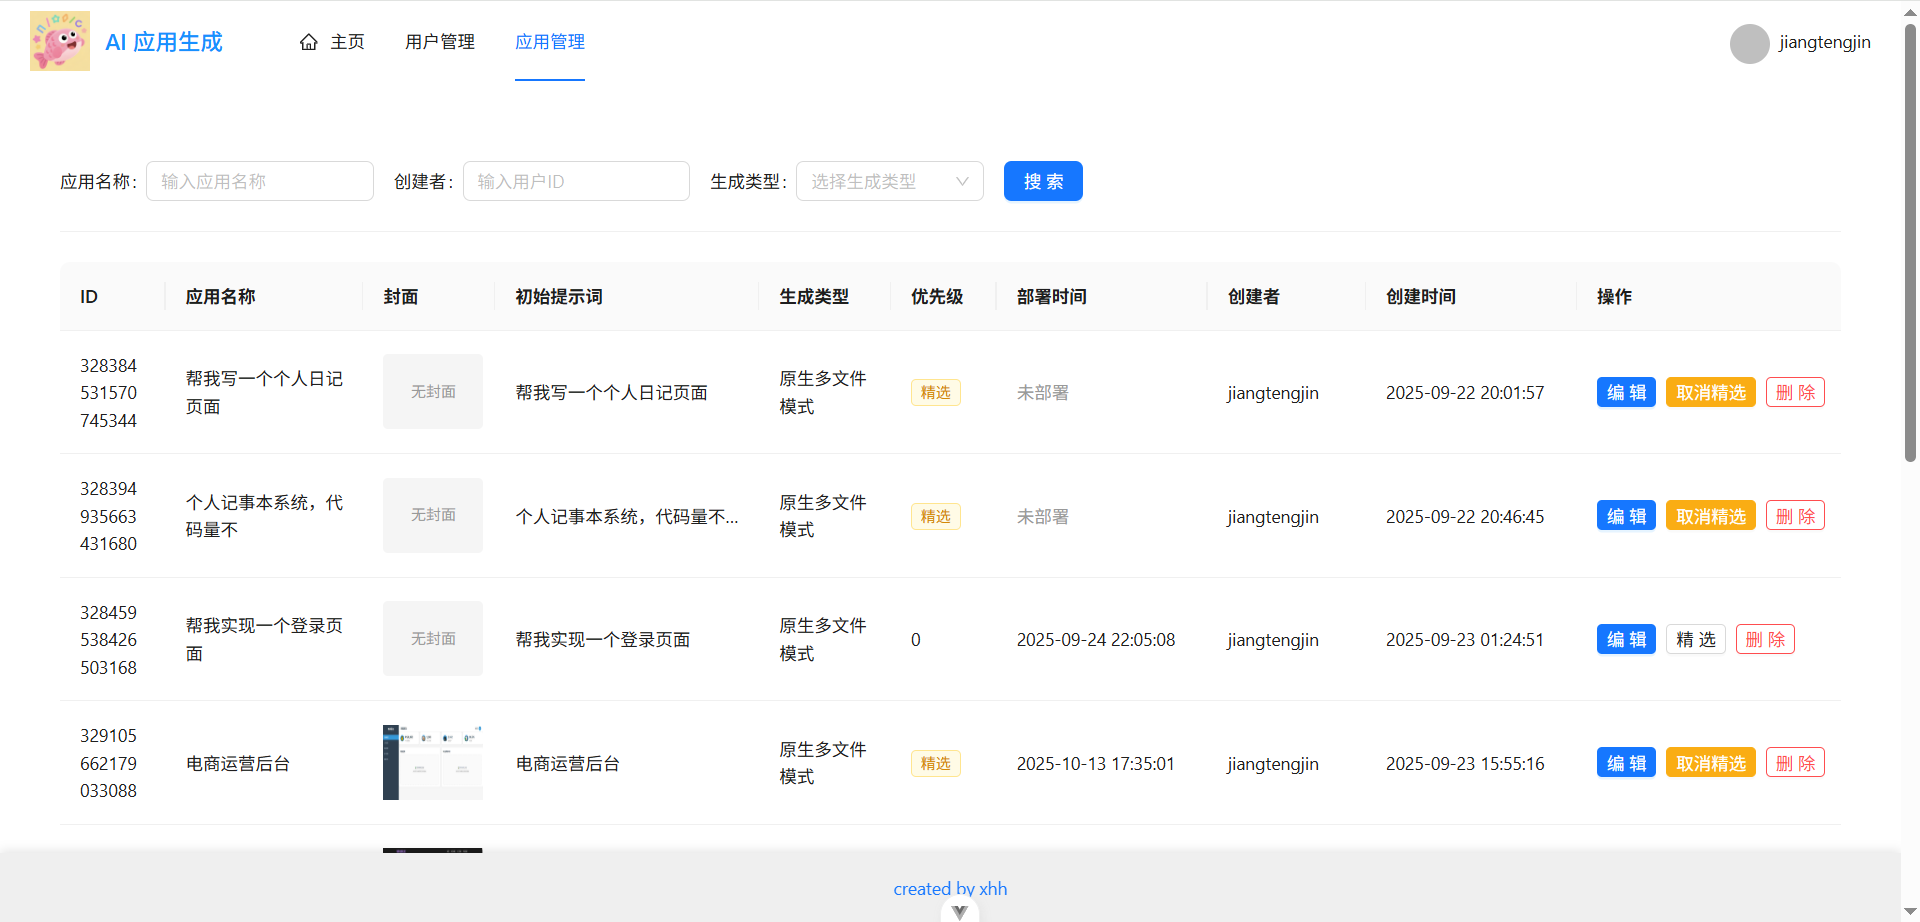 AI 应用生成
主页
用户管理
应用管理
jiangtengjin
应用名称: 输入应用名称 创建者: 输入用户ID 生成类型: 选择生成类型 搜 索
ID 应用名称 封面 初始提示词 生成类型 优先级 部署时间 创建者 创建时间 操作
328384
531570
745344
帮我写一个个人日记
页面
无封面
帮我写一个个人日记页面
原生多文件
模式
精选
未部署
jiangtengjin
2025-09-22 20:01:57
编 辑 取消精选 删 除
328394
935663
431680
个人记事本系统，代
码量不
无封面
个人记事本系统，代码量不...
原生多文件
模式
精选
未部署
jiangtengjin
2025-09-22 20:46:45
编 辑 取消精选 删 除
328459
538426
503168
帮我实现一个登录页
面
无封面
帮我实现一个登录页面
原生多文件
模式
0
2025-09-24 22:05:08
jiangtengjin
2025-09-23 01:24:51
编 辑 精 选 删 除
329105
662179
033088
电商运营后台
电商运营后台
原生多文件
模式
精选
2025-10-13 17:35:01
jiangtengjin
2025-09-23 15:55:16
编 辑 取消精选 删 除
created by xhh